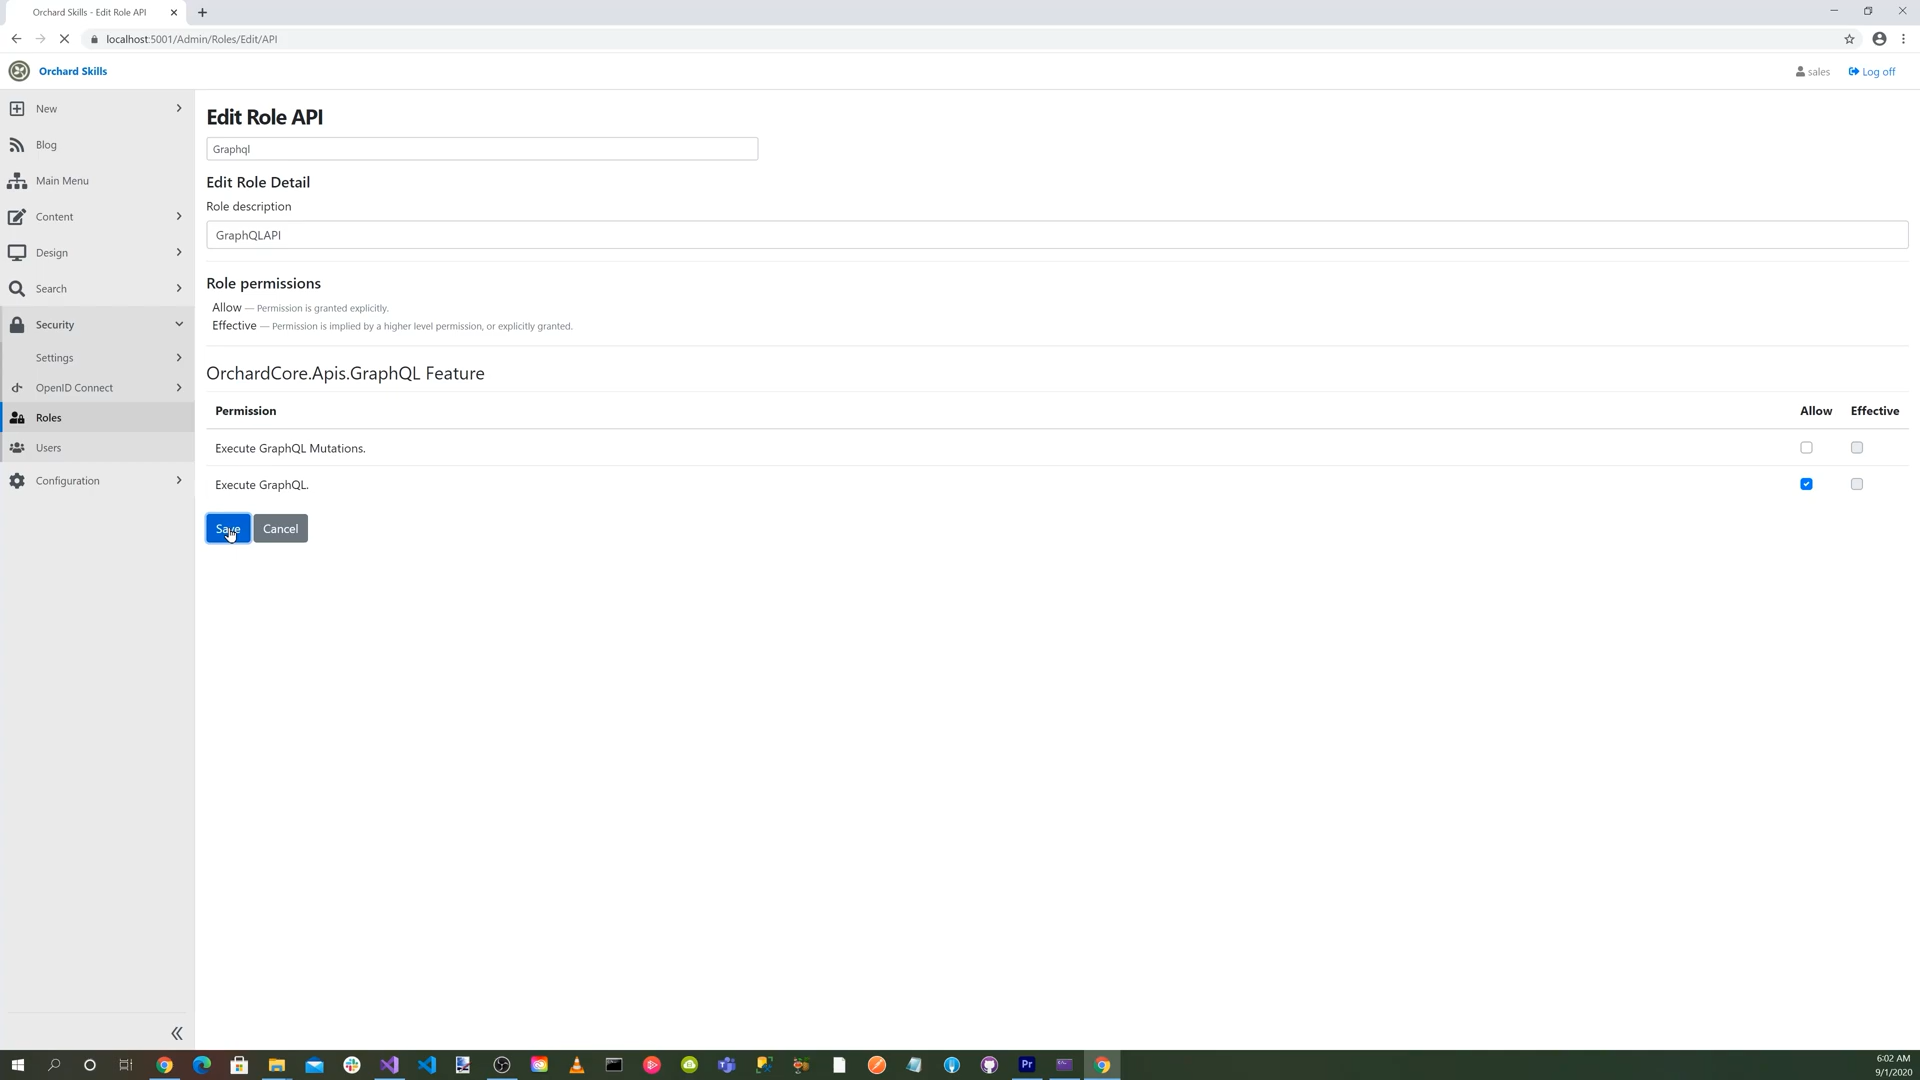 Orchard Skills - Edit Role API
localhost:5001/Admin/Roles/Edit/API
Orchard Skills
sales
Log off
New
Blog
Main Menu
Content
Design
Search
Security
Settings
OpenID Connect
Roles
Users
Configuration
Edit Role API
Graphql
Edit Role Detail
Role description
GraphQLAPI
Role permissions
Allow — Permission is granted explicitly.
Effective — Permission is implied by a higher level permission, or explicitly granted.
OrchardCore.Apis.GraphQL Feature
Permission Allow Effective
Execute GraphQL Mutations.
Execute GraphQL.
Save Cancel
Pr
6:02 AM
9/1/2020